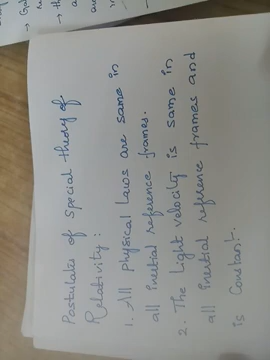 Postulates of special theory of
Relativity:
1. All Physical Laws are same in
all inertial reference frames.
2. The Light velocity is same in
all inertial reference frames and
is Constant.